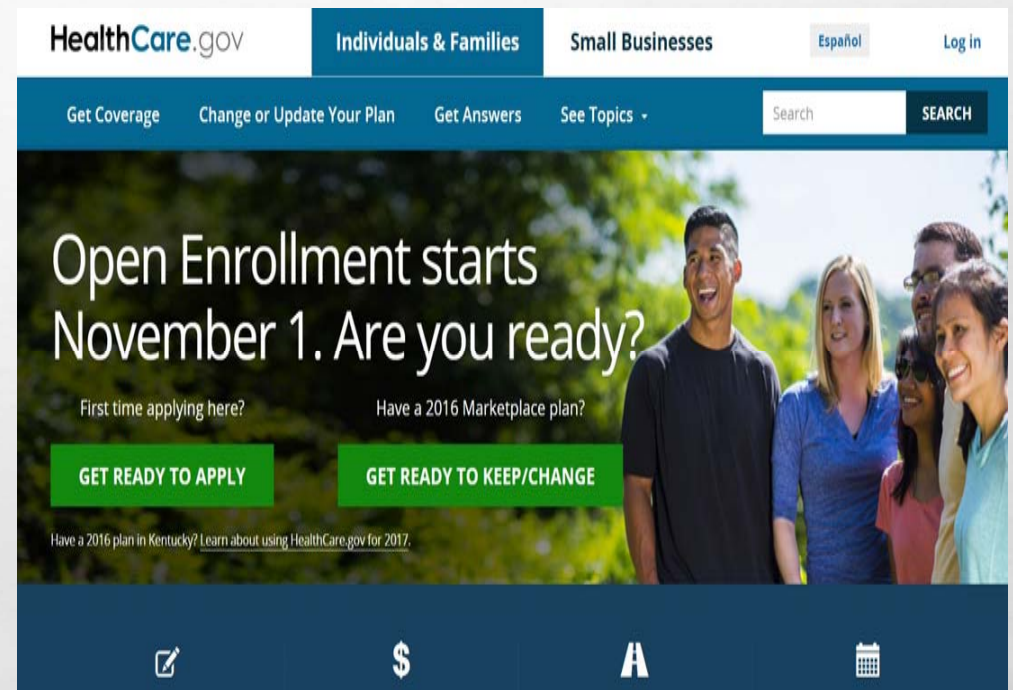 HealthCare.gov
Individuals & Families
Small Businesses
Español
Log in
Get Coverage
Change or Update Your Plan
Get Answers
See Topics
Search
SEARCH
Open Enrollment starts
November 1. Are you ready?
First time applying here?
Have a 2016 Marketplace plan?
GET READY TO APPLY
GET READY TO KEEP/CHANGE
Have a 2016 plan in Kentucky? Learn about using HealthCare.gov for 2017.
$